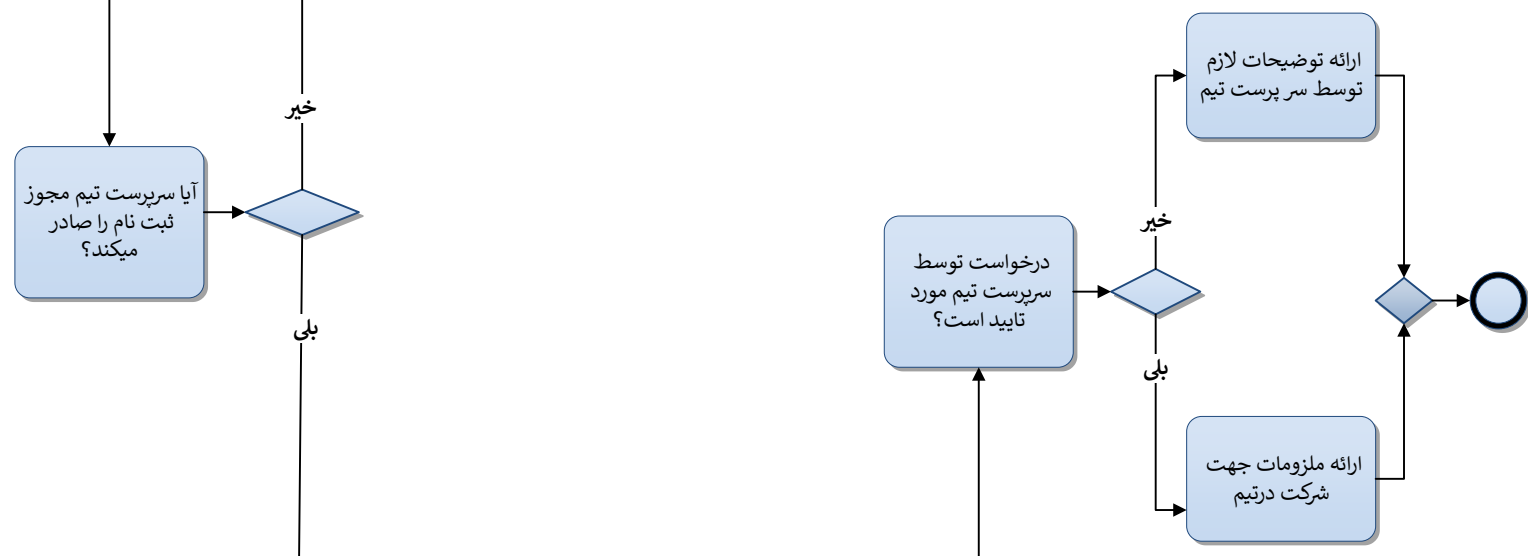 خیر
آیا سرپرست تیم مجوز
ثبت نام را صادر
میکند؟
بلی
ارائه توضیحات لازم
توسط سر پرست تیم
خیر
درخواست توسط
سرپرست تیم مورد
تایید است؟
بلی
ارائه ملزومات جهت
شرکت درتیم